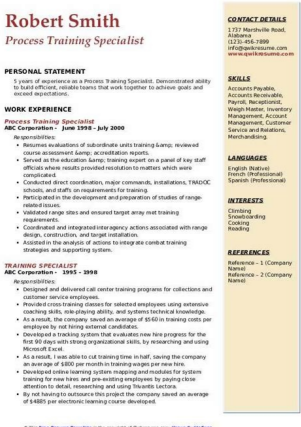 Robert Smith
Process Training Specialist
PERSONAL STATEMENT
5 years of experience as a Process Training Specialist. Demonstrated ability
to build efficient, reliable teams that work together to achieve goals and
exceed expectations.
WORK EXPERIENCE
Process Training Specialist
ABC Corporation - June 1998 – July 2000
Responsibilities:
• Resumes evaluations of subordinate units training &amp; reviewed
course assessment &amp; accreditation reports.
• Served as the education &amp; training expert on a panel of key staff
officials where results provided resolution to matters which were
complicated.
• Conducted direct coordination, major commands, installations, TRADOC
schools, and staffs on requirements for training.
• Participated in the development and preparation of studies of range-
related issues.
• Validated range sites and ensured target array met training
requirements.
• Coordinated and integrated interagency actions associated with range
design, construction, and target installation.
• Assisted in the analysis of actions to integrate combat training
strategies and supporting system.
TRAINING SPECIALIST
ABC Corporation - 1995 – 1998
Responsibilities:
• Designed and delivered call center training programs for collections and
customer service employees.
• Provided cross-training classes for selected employees using extensive
coaching skills, role-playing ability, and systems technical knowledge.
• As a result, the company saved an average of $560 in training costs per
employee by not hiring external candidates.
• Developed a tracking system that evaluates new hire progress for the
first 90 days with strong organizational skills, by researching and using
Microsoft Excel.
• As a result, I was able to cut training time in half, saving the company
an average of $800 per month in training wages per new hire.
• Developed online learning system mapping and modules for system
training for new hires and pre-existing employees by paying close
attention to detail, researching and using Trivantis Lectora.
• By not having to outsource this project the company saved an average
of $4885 per electronic learning course developed.
CONTACT DETAILS
1737 Marshville Road,
Alabama
(123)-456-7899
info@qwikresume.com
www.qwikresume.com
SKILLS
Accounts Payable,
Accounts Receivable,
Payroll, Receptionist,
Weigh Master, Inventory
Management, Account
Management, Customer
Service and Relations,
Merchandising.
LANGUAGES
English (Native)
French (Professional)
Spanish (Professional)
INTERESTS
Climbing
Snowboarding
Cooking
Reading
REFERENCES
Reference – 1 (Company
Name)
Reference – 2 (Company
Name)